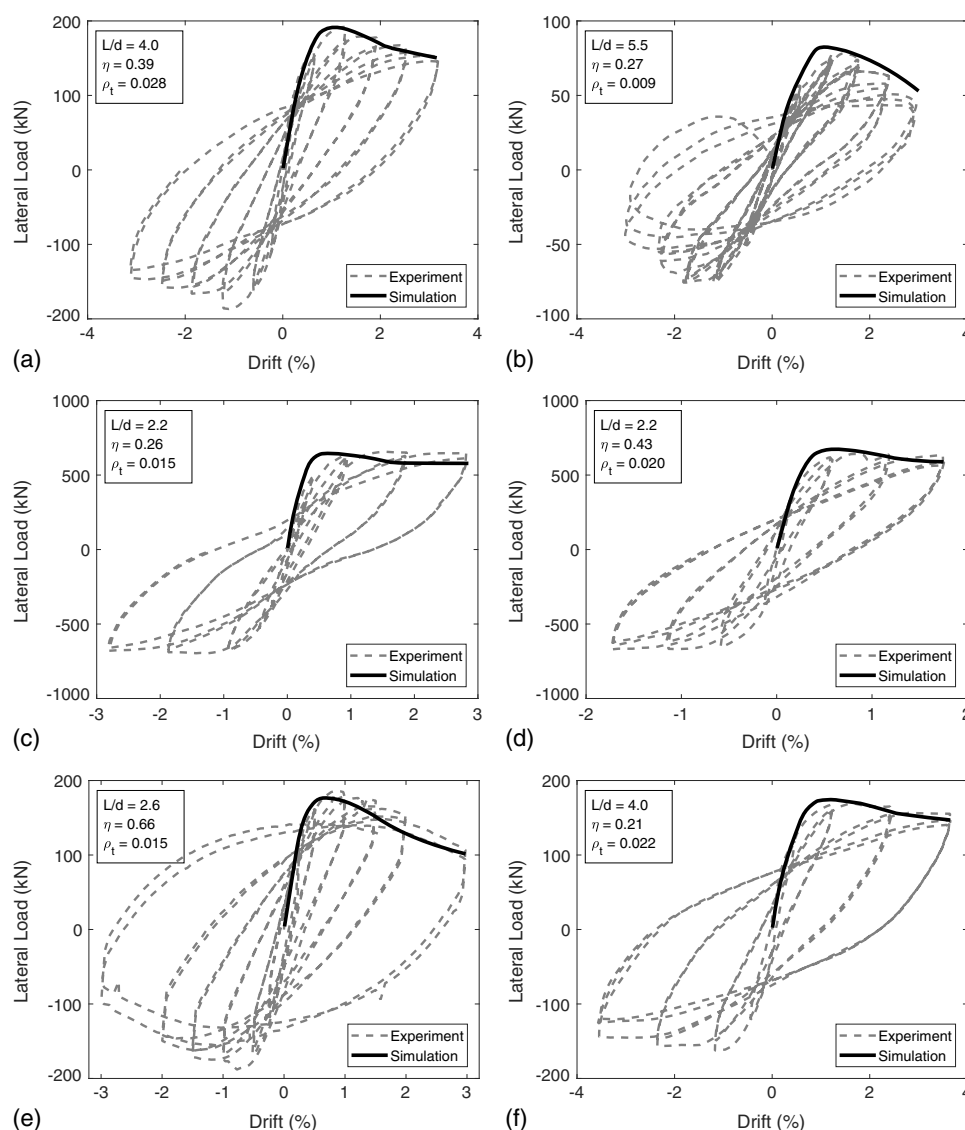 200
100
0
-100
-200
Lateral Load (kN)
L/d = 4.0
η = 0.39
ρt = 0.028
Experiment
Simulation
-4
-2
0
2
4
(a)
Drift (%)
100
50
0
-50
-100
Lateral Load (kN)
L/d = 5.5
η = 0.27
ρt = 0.009
Experiment
Simulation
-4
-2
0
2
4
(b)
Drift (%)
1000
500
0
-500
-1000
Lateral Load (kN)
L/d = 2.2
η = 0.26
ρt = 0.015
Experiment
Simulation
-3
-2
-1
0
1
2
3
(c)
Drift (%)
1000
500
0
-500
-1000
Lateral Load (kN)
L/d = 2.2
η = 0.43
ρt = 0.020
Experiment
Simulation
-2
-1
0
1
2
(d)
Drift (%)
200
100
0
-100
-200
Lateral Load (kN)
L/d = 2.6
η = 0.66
ρt = 0.015
Experiment
Simulation
-3
-2
-1
0
1
2
3
(e)
Drift (%)
200
100
0
-100
-200
Lateral Load (kN)
L/d = 4.0
η = 0.21
ρt = 0.022
Experiment
Simulation
-4
-2
0
2
4
(f)
Drift (%)